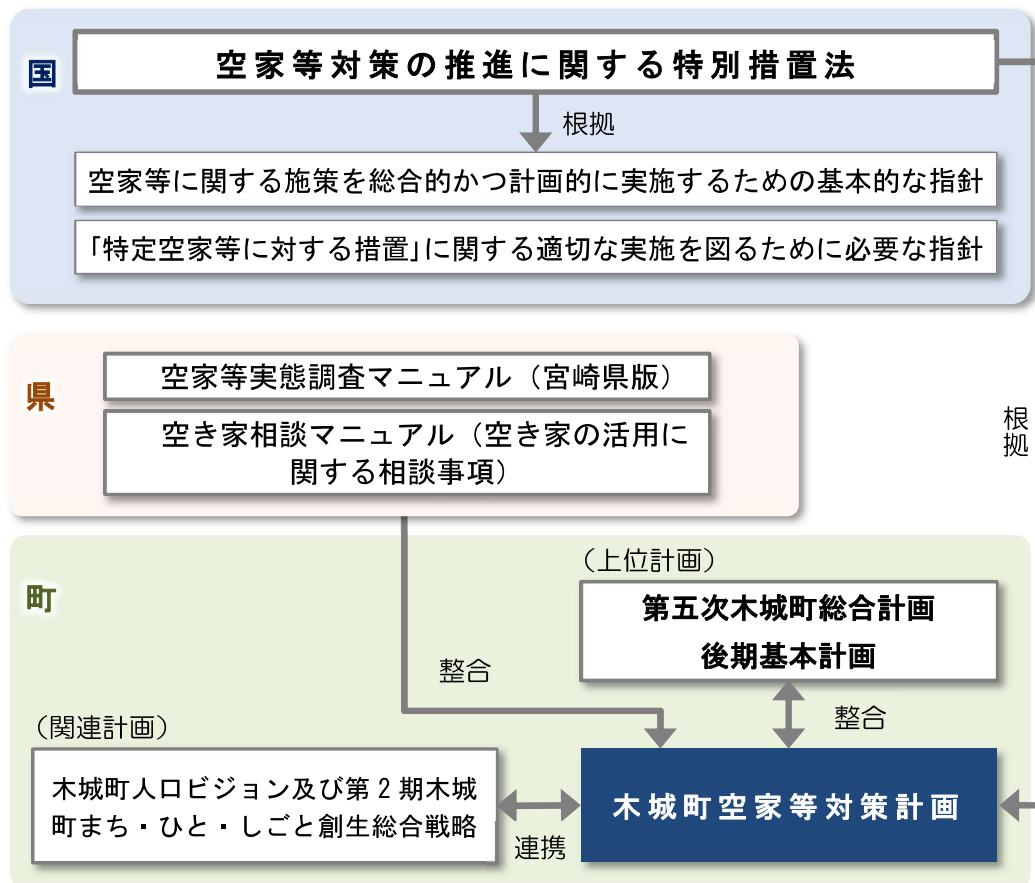 国
空家等対策の推進に関する特別措置法
根拠
空家等に関する施策を総合的かつ計画的に実施するための基本的な指針
「特定空家等に対する措置」に関する適切な実施を図るために必要な指針
県
空家等実態調査マニュアル（宮崎県版）
空き家相談マニュアル（空き家の活用に
関する相談事項）
根拠
町
（上位計画）
第五次木城町総合計画
後期基本計画
整合
整合
（関連計画）
木城町人口ビジョン及び第２期木城
町まち・ひと・しごと創生総合戦略
連携
木城町空家等対策計画